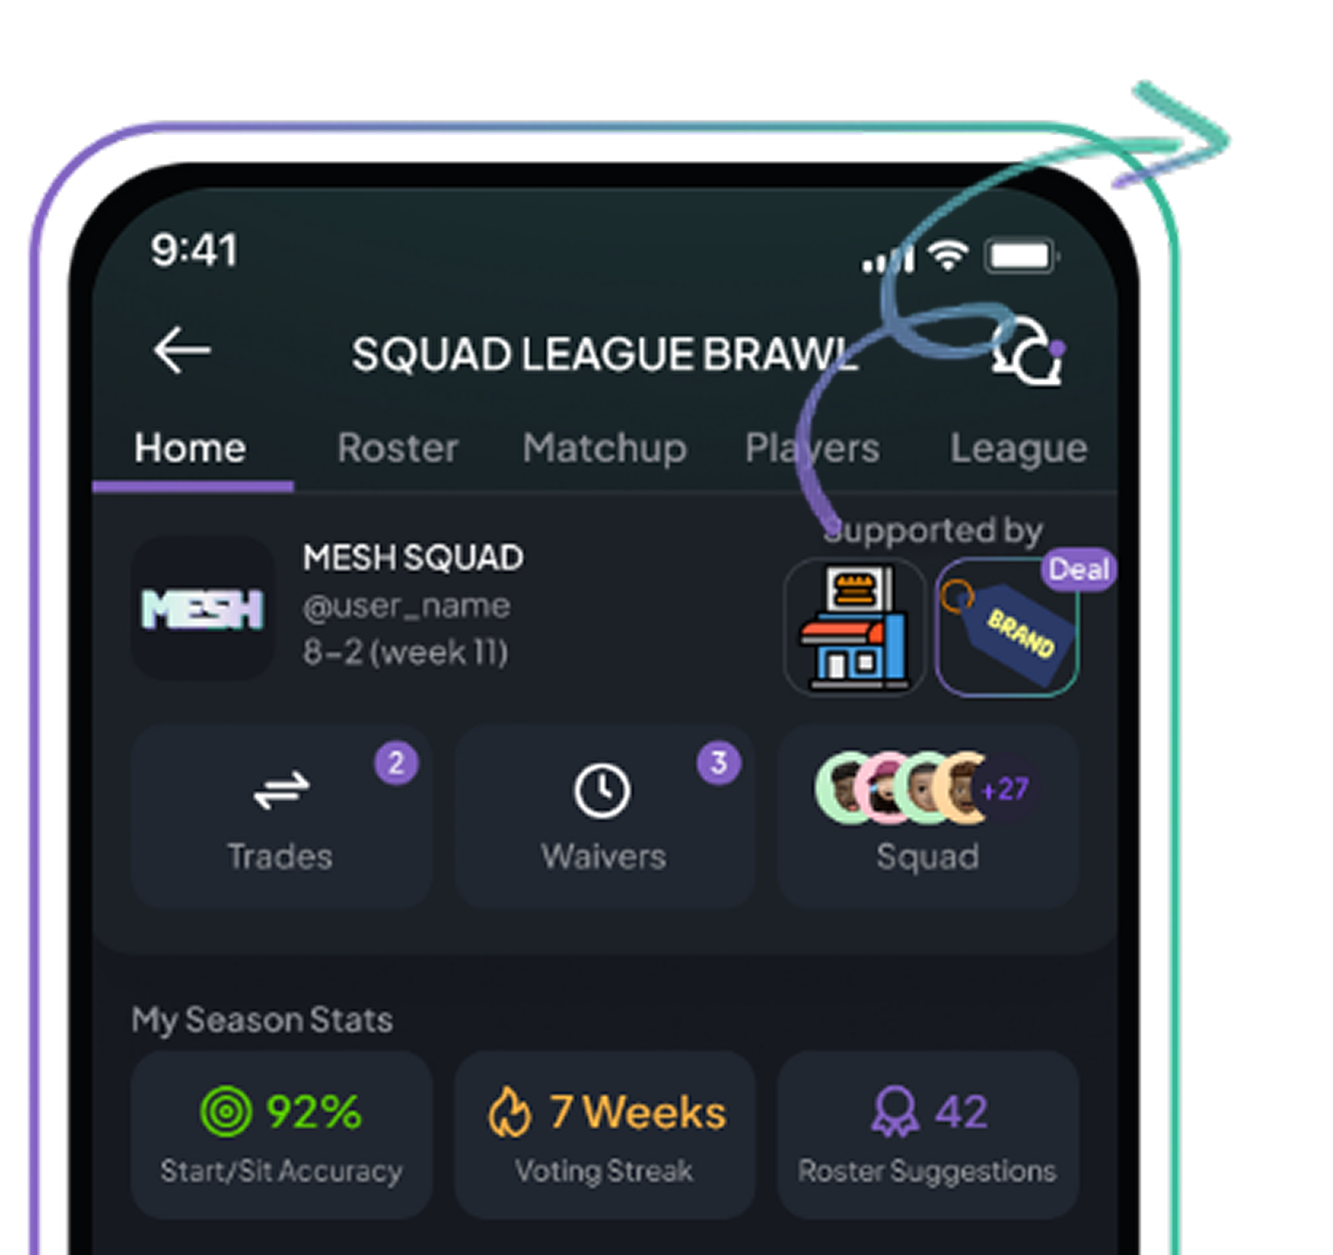 9:41
SQUAD LEAGUE BRAWL
Home Roster Matchup Players League
Supported by
Deal
MESH
MESH SQUAD
@user_name
8-2 (week 11)
BRAND
2
3
+27
Trades
Waivers
Squad
My Season Stats
92%
Start/Sit Accuracy
7 Weeks
Voting Streak
42
Roster Suggestions